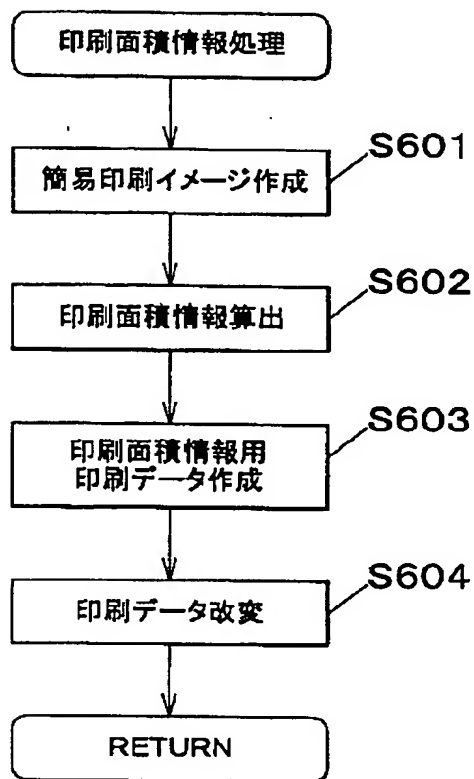 印刷面積情報処理
S601
簡易印刷イメージ作成
S602
印刷面積情報算出
S603
印刷面積情報用
印刷データ作成
S604
印刷データ改変
RETURN